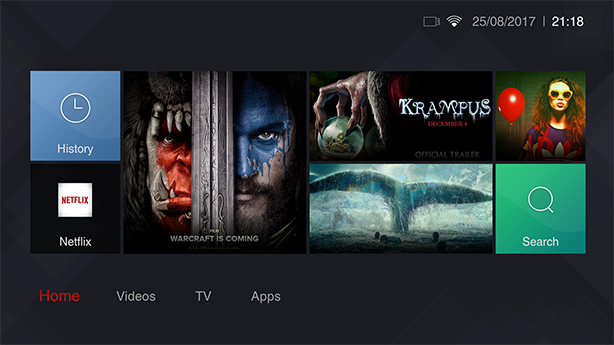 25/08/2017 | 21:18
History
NETFLIX
Netflix
WARCRAFT IS COMING
KRAMPUS
DECEMBER 4
OFFICIAL TRAILER
Search
Home
Videos
TV
Apps